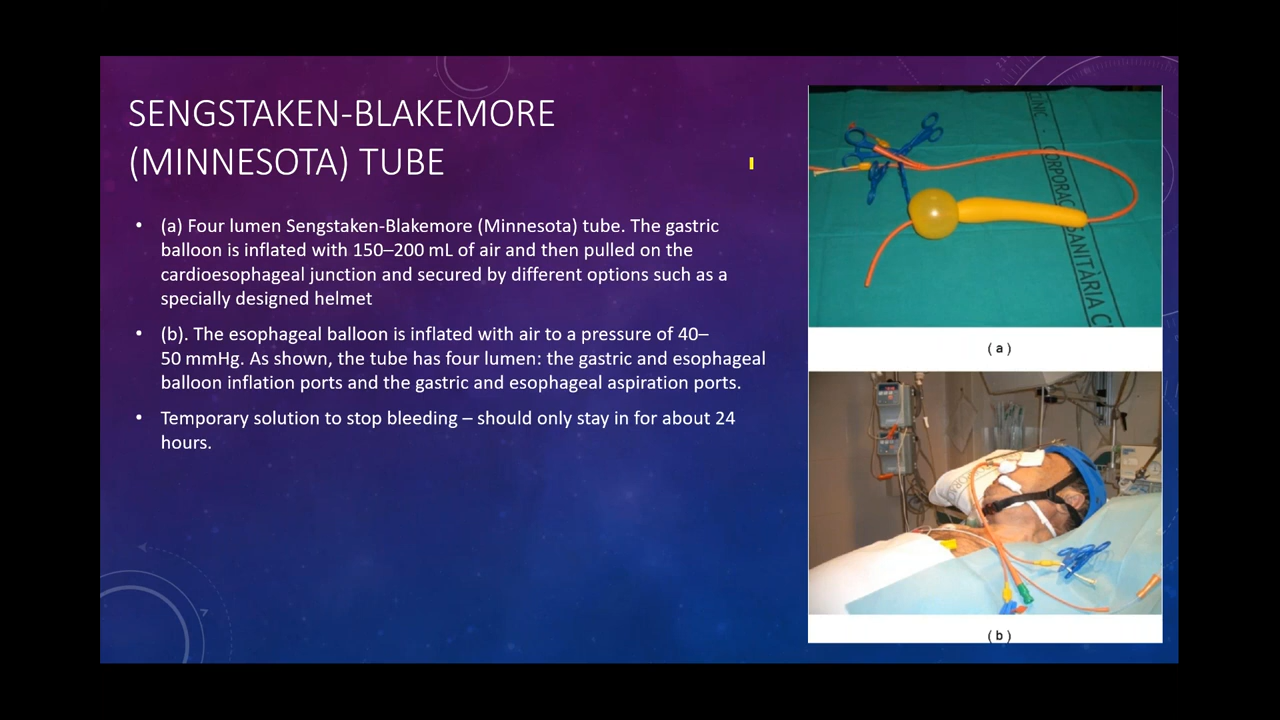 SENGSTAKEN-BLAKEMORE
(MINNESOTA) TUBE
• (a) Four lumen Sengstaken-Blakemore (Minnesota) tube. The gastric
balloon is inflated with 150–200 mL of air and then pulled on the
cardioesophageal junction and secured by different options such as a
specially designed helmet
• (b). The esophageal balloon is inflated with air to a pressure of 40–
50 mmHg. As shown, the tube has four lumen: the gastric and esophageal
balloon inflation ports and the gastric and esophageal aspiration ports.
• Temporary solution to stop bleeding – should only stay in for about 24
hours.
CLÍNIC · CORPORAC SANITÀRIA C
( a )
( b )